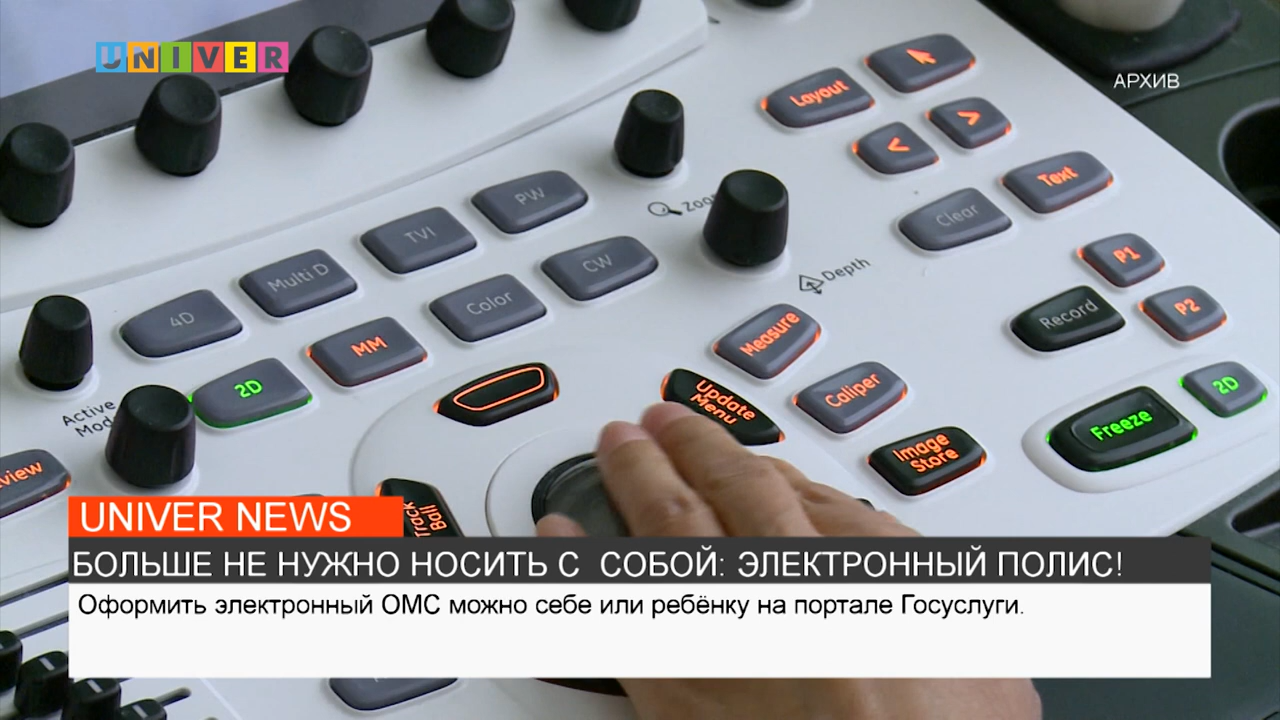 UNIVER
АРХИВ
Layout
<
>
Text
Clear
Zoom
Depth
PW
TVI
Multi D
4D
CW
Color
MM
2D
P1
P2
Record
Measure
Caliper
Update
Menu
Image
Store
Freeze
2D
Active
Track
Ball
UNIVER NEWS
БОЛЬШЕ НЕ НУЖНО НОСИТЬ С СОБОЙ: ЭЛЕКТРОННЫЙ ПОЛИС!
Оформить электронный ОМС можно себе или ребёнку на портале Госуслуги.